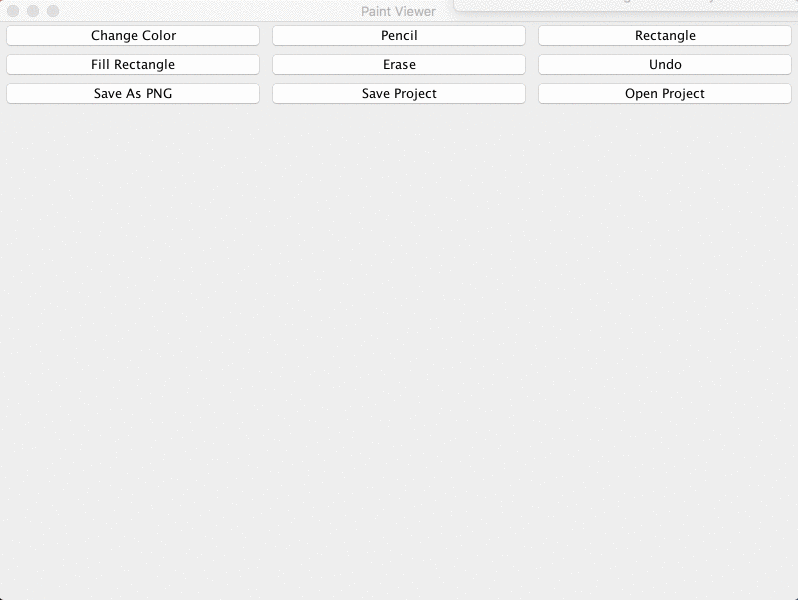 Paint Viewer
Change Color
Pencil
Rectangle
Fill Rectangle
Erase
Undo
Save As PNG
Save Project
Open Project